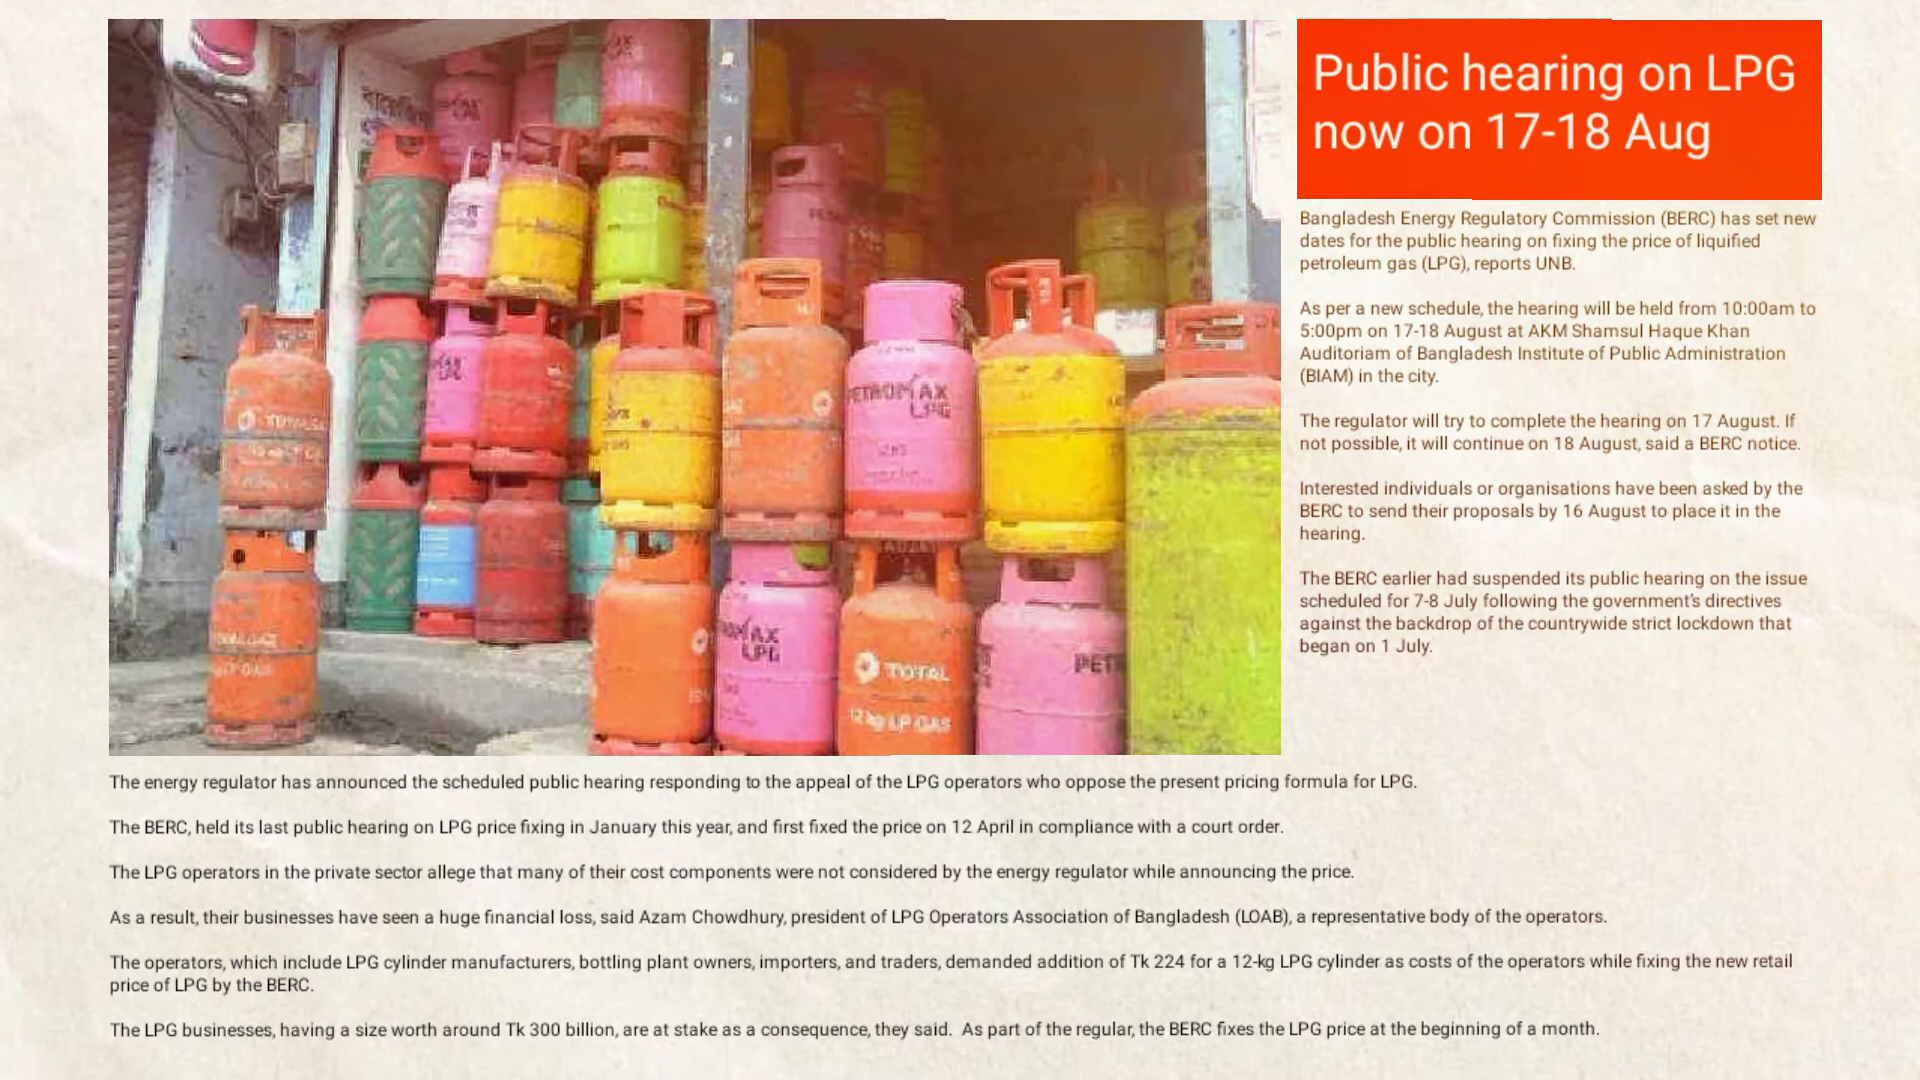 Public hearing on LPG
now on 17-18 Aug
Bangladesh Energy Regulatory Commission (BERC) has set new
dates for the public hearing on fixing the price of liquified
petroleum gas (LPG), reports UNB.
As per a new schedule, the hearing will be held from 10:00am to
5:00pm on 17-18 August at AKM Shamsul Haque Khan
Auditoriam of Bangladesh Institute of Public Administration
(BIAM) in the city.
The regulator will try to complete the hearing on 17 August. If
not possible, it will continue on 18 August, said a BERC notice.
Interested individuals or organisations have been asked by the
BERC to send their proposals by 16 August to place it in the
hearing.
The BERC earlier had suspended its public hearing on the issue
scheduled for 7-8 July following the government's directives
against the backdrop of the countrywide strict lockdown that
began on 1 July.
PETROMAX
LPG
MAX
LPG
TOTAL
12 kg LP GAS
The energy regulator has announced the scheduled public hearing responding to the appeal of the LPG operators who oppose the present pricing formula for LPG.
The BERC, held its last public hearing on LPG price fixing in January this year, and first fixed the price on 12 April in compliance with a court order.
The LPG operators in the private sector allege that many of their cost components were not considered by the energy regulator while announcing the price.
As a result, their businesses have seen a huge financial loss, said Azam Chowdhury, president of LPG Operators Association of Bangladesh (LOAB), a representative body of the operators.
The operators, which include LPG cylinder manufacturers, bottling plant owners, importers, and traders, demanded addition of Tk 224 for a 12-kg LPG cylinder as costs of the operators while fixing the new retail
price of LPG by the BERC.
The LPG businesses, having a size worth around Tk 300 billion, are at stake as a consequence, they said. As part of the regular, the BERC fixes the LPG price at the beginning of a month.